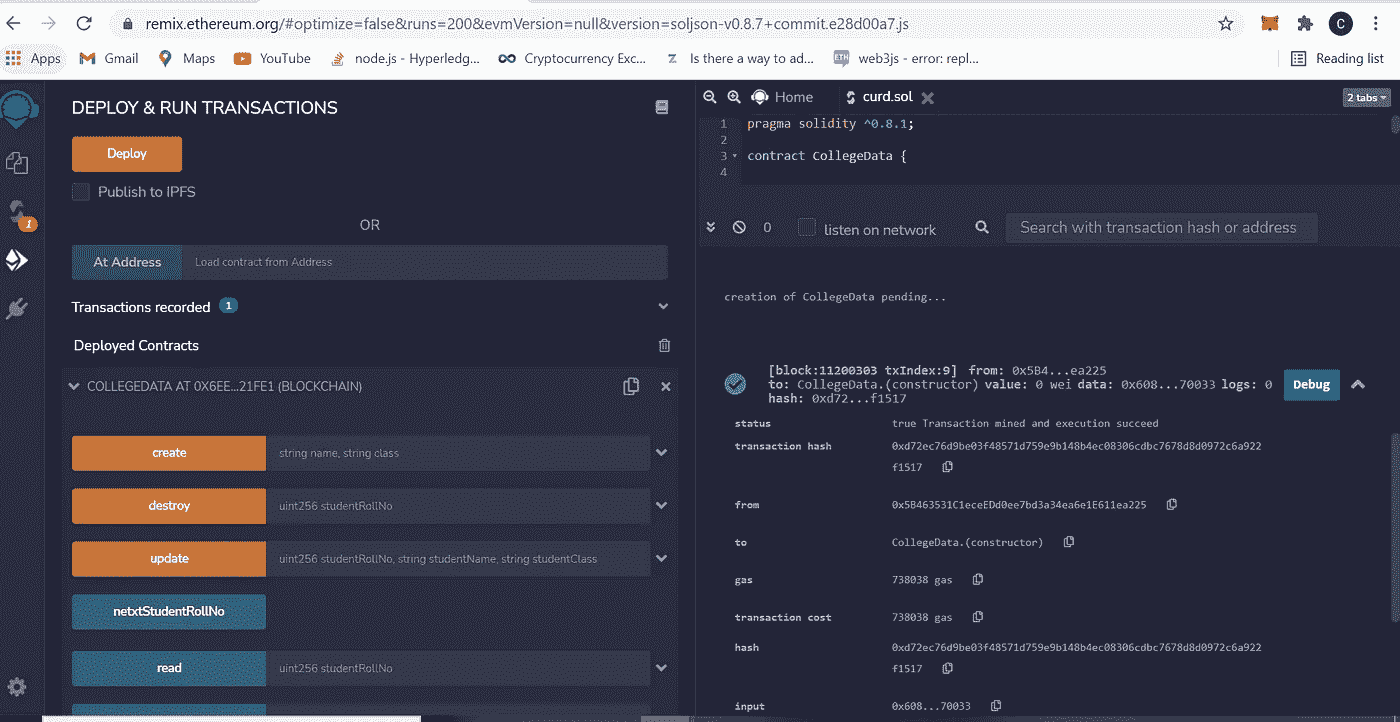 remix.ethereum.org/#optimize=false&runs=200&evmVersion=null&version=soljson-v0.8.7+commit.e28d00a7.js
C
Apps Gmail Maps YouTube node.js - Hyperledg... Cryptocurrency Exc... Is there a way to ad... web3js - error: repl... Reading list
DEPLOY & RUN TRANSACTIONS
Deploy
Publish to IPFS
OR
At Address Load contract from Address
Transactions recorded 1
Deployed Contracts
COLLEGEDATA AT 0X6EE...21FE1 (BLOCKCHAIN)
create string name, string class
destroy uint256 studentRollNo
update uint256 studentRollNo, string studentName, string studentClass
netxtStudentRollNo
read uint256 studentRollNo
1
Home curd.sol 2 tabs
1 pragma solidity ^0.8.1;
2
3 contract CollegeData {
4
0 listen on network Search with transaction hash or address
creation of CollegeData pending...
[block:11200303 txIndex:9] from: 0x5B4...ea225
to: CollegeData.(constructor) value: 0 wei data: 0x608...70033 logs: 0
hash: 0xd72...f1517
Debug
status true Transaction mined and execution succeed
transaction hash 0xd72ec76d9be03f48571d759e9b148b4ec08306cdbc7678d8d0972c6a922
f1517
from 0x5B463531C1eceEDd0ee7bd3a34ea6e1E611ea225
to CollegeData.(constructor)
gas 738038 gas
transaction cost 738038 gas
hash 0xd72ec76d9be03f48571d759e9b148b4ec08306cdbc7678d8d0972c6a922
f1517
input 0x608...70033